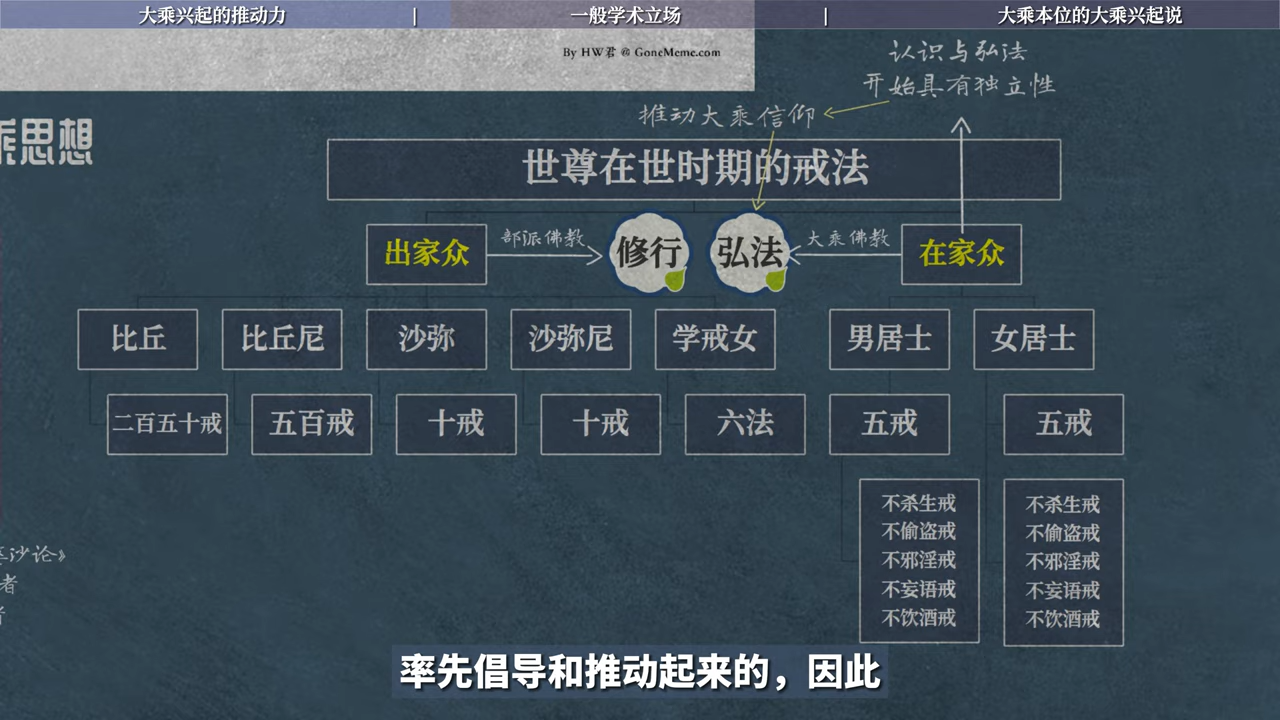 大乘兴起的推动力 | 一般学术立场 | 大乘本位的大乘兴起说
By HW君 @ GoneMeme.com
认识与弘法
开始具有独立性
推动大乘信仰
思想
世尊在世时期的戒法
出家众 部派佛教 修行 弘法 大乘佛教 在家众
比丘 比丘尼 沙弥 沙弥尼 学戒女 男居士 女居士
二百五十戒 五百戒 十戒 十戒 六法 五戒 五戒
不杀生戒 不杀生戒
不偷盗戒 不偷盗戒
不邪淫戒 不邪淫戒
不妄语戒 不妄语戒
不饮酒戒 不饮酒戒
沙论》
者
率先倡导和推动起来的，因此